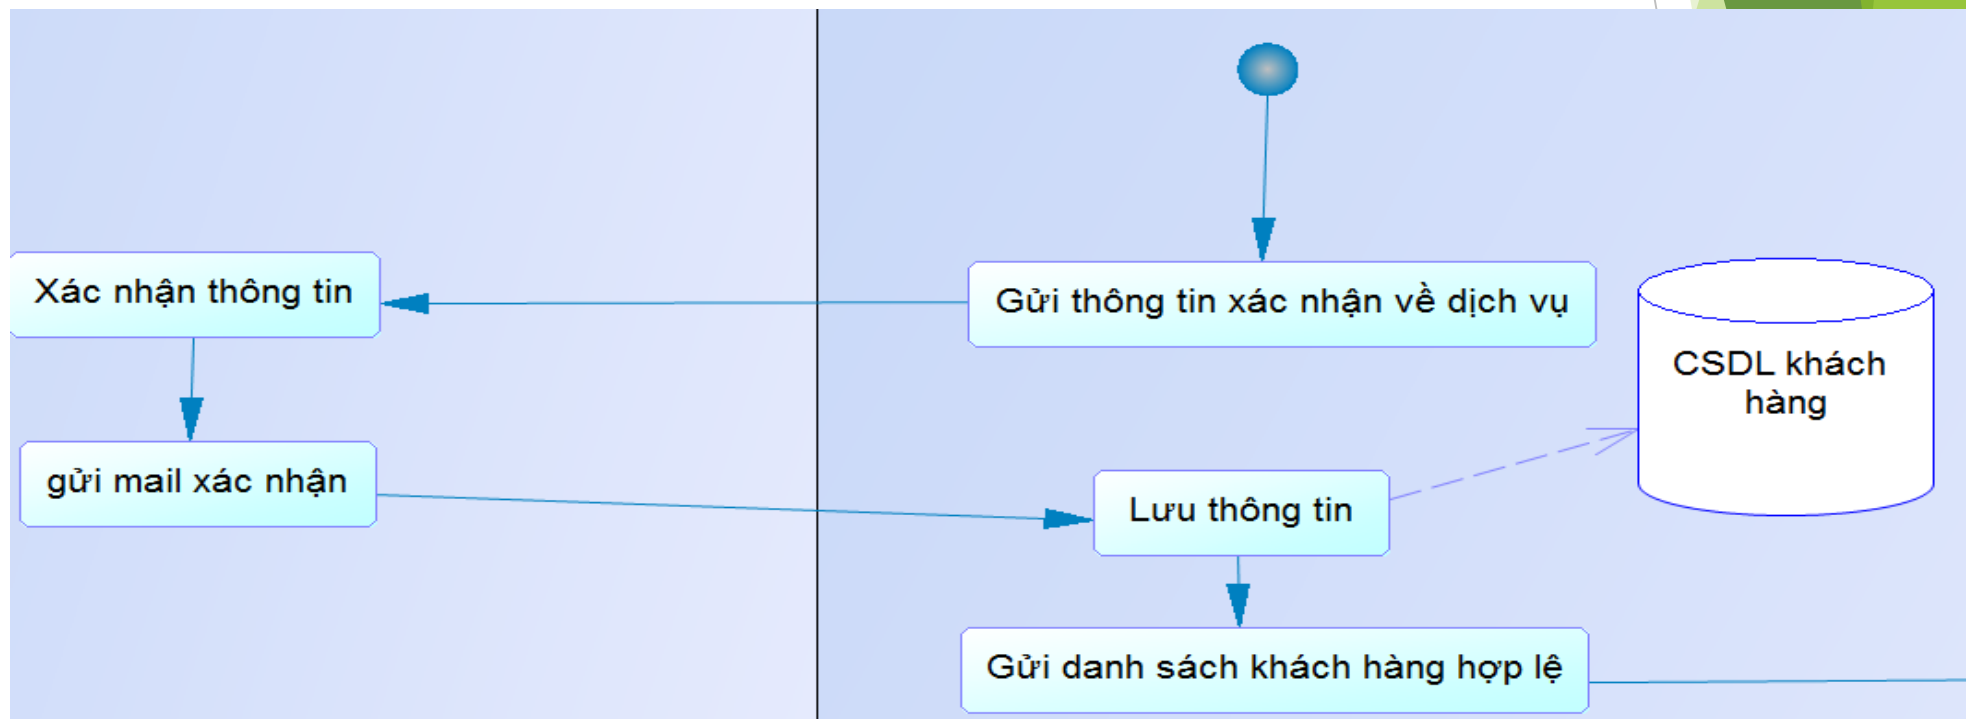 Xác nhận thông tin
Gửi thông tin xác nhận về dịch vụ
CSDL khách
hàng
gửi mail xác nhận
Lưu thông tin
Gửi danh sách khách hàng hợp lệ